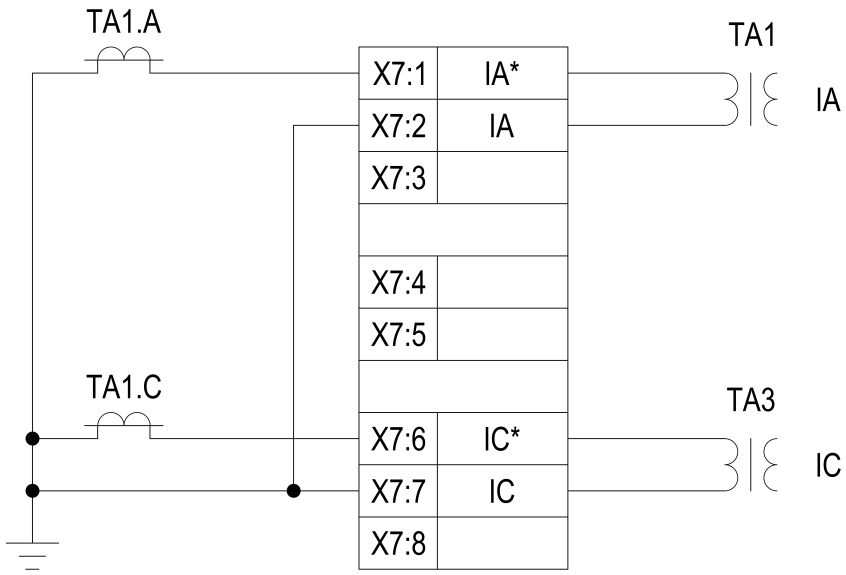 TA1.A
TA1
X7:1 IA*
IA
X7:2 IA
X7:3
X7:4
X7:5
TA1.C
TA3
X7:6 IC*
IC
X7:7 IC
X7:8